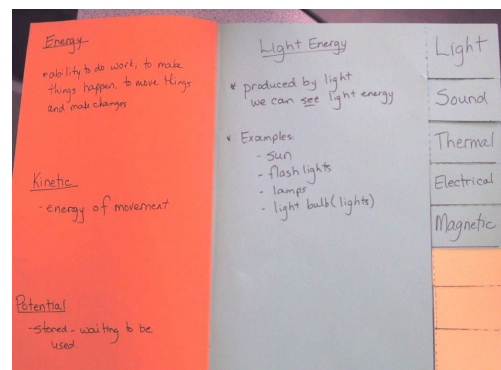 Energy
*ability to do work, to make
things happen, to move things
and make changes
Kinetic
-energy of movement
Potential
-stored - waiting to be
used
Light Energy
* produced by light
we can see light energy
* Examples:
- sun
- flash lights
- lamps
- light bulb (lights)
Light
Sound
Thermal
Electrical
Magnetic